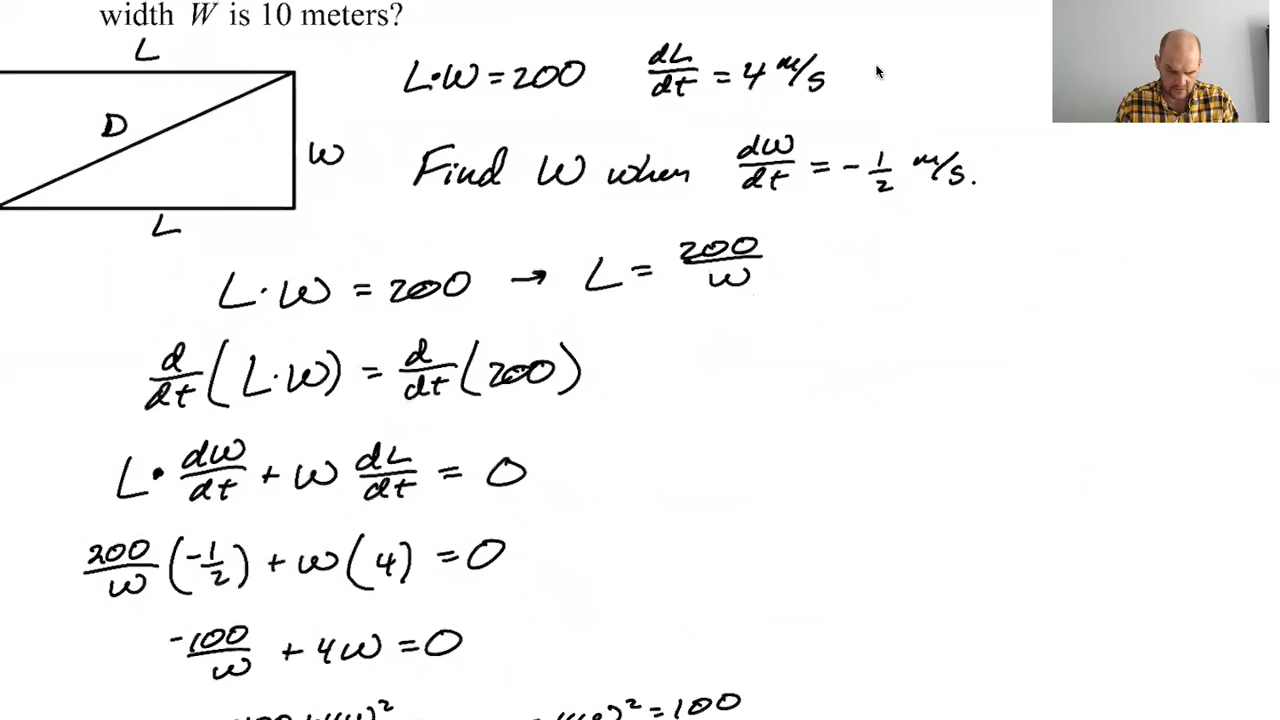 width W is 10 meters?
L
D
W
L
L·W = 200 dL/dt = 4 m/s
Find W when dW/dt = -1/2 m/s.
L·W = 200 → L = 200/W
d/dt (L·W) = d/dt (200)
L· dW/dt + W dL/dt = 0
200/W (-1/2) + W(4) = 0
-100/W + 4W = 0
= 100